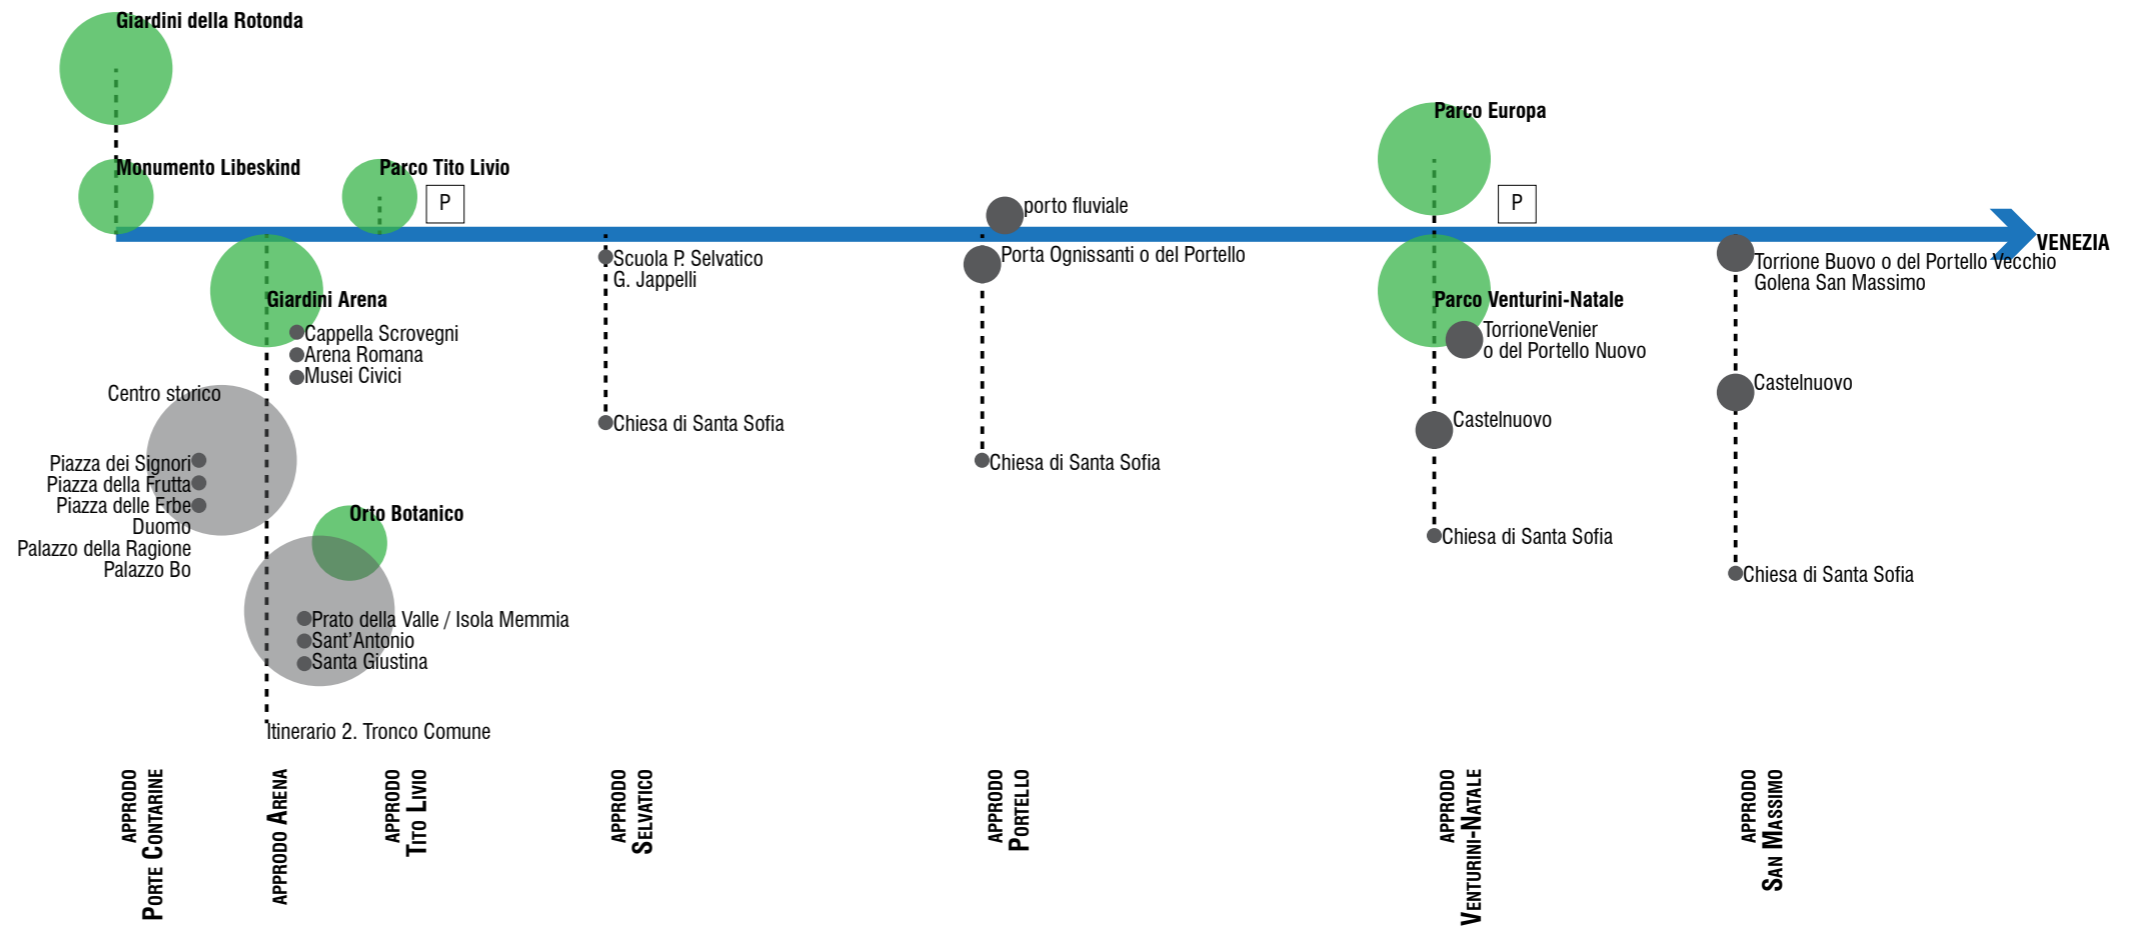 Giardini della Rotonda
Monumento Libeskind
Parco Tito Livio
P
Parco Europa
P
porto fluviale
VENEZIA
Scuola P. Selvatico
G. Jappelli
Porta Ognissanti o del Portello
Torrione Buovo o del Portello Vecchio
Golena San Massimo
Giardini Arena
Cappella Scrovegni
Arena Romana
Musei Civici
Parco Venturini-Natale
TorrioneVenier
o del Portello Nuovo
Centro storico
Piazza dei Signori
Piazza della Frutta
Piazza delle Erbe
Duomo
Palazzo della Ragione
Palazzo Bo
Chiesa di Santa Sofia
Chiesa di Santa Sofia
Castelnuovo
Chiesa di Santa Sofia
Castelnuovo
Chiesa di Santa Sofia
Orto Botanico
Prato della Valle / Isola Memmia
Sant'Antonio
Santa Giustina
Itinerario 2. Tronco Comune
APPRODO
PORTE CONTARINE
APPRODO ARENA
APPRODO
TITO LIVIO
APPRODO
SELVATICO
APPRODO
PORTELLO
APPRODO
VENTURINI-NATALE
APPRODO
SAN MASSIMO